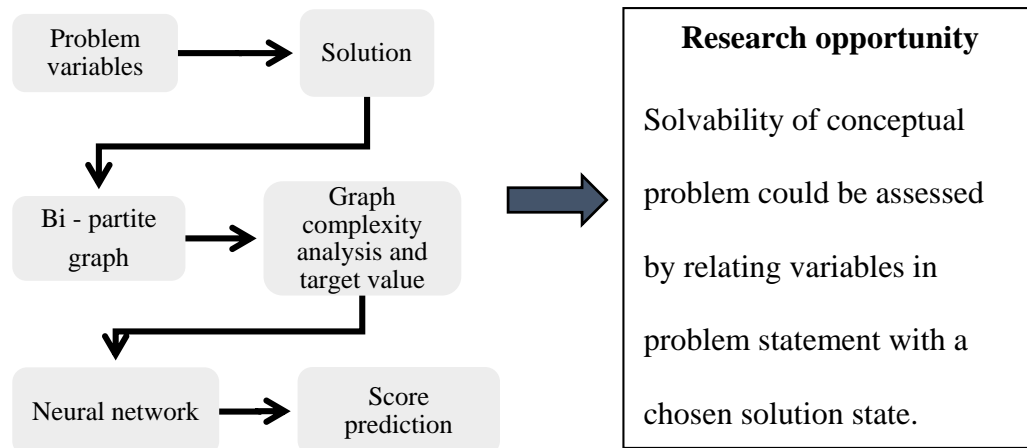 Problem
variables
Solution
Bi - partite
graph
Graph
complexity
analysis and
target value
Neural network
Score
prediction
Research opportunity
Solvability of conceptual
problem could be assessed
by relating variables in
problem statement with a
chosen solution state.